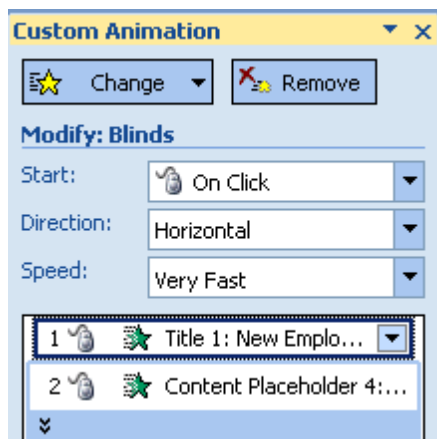 Custom Animation
Change Remove
Modify: Blinds
Start: On Click
Direction: Horizontal
Speed: Very Fast
1 Title 1: New Emplo...
2 Content Placeholder 4:...